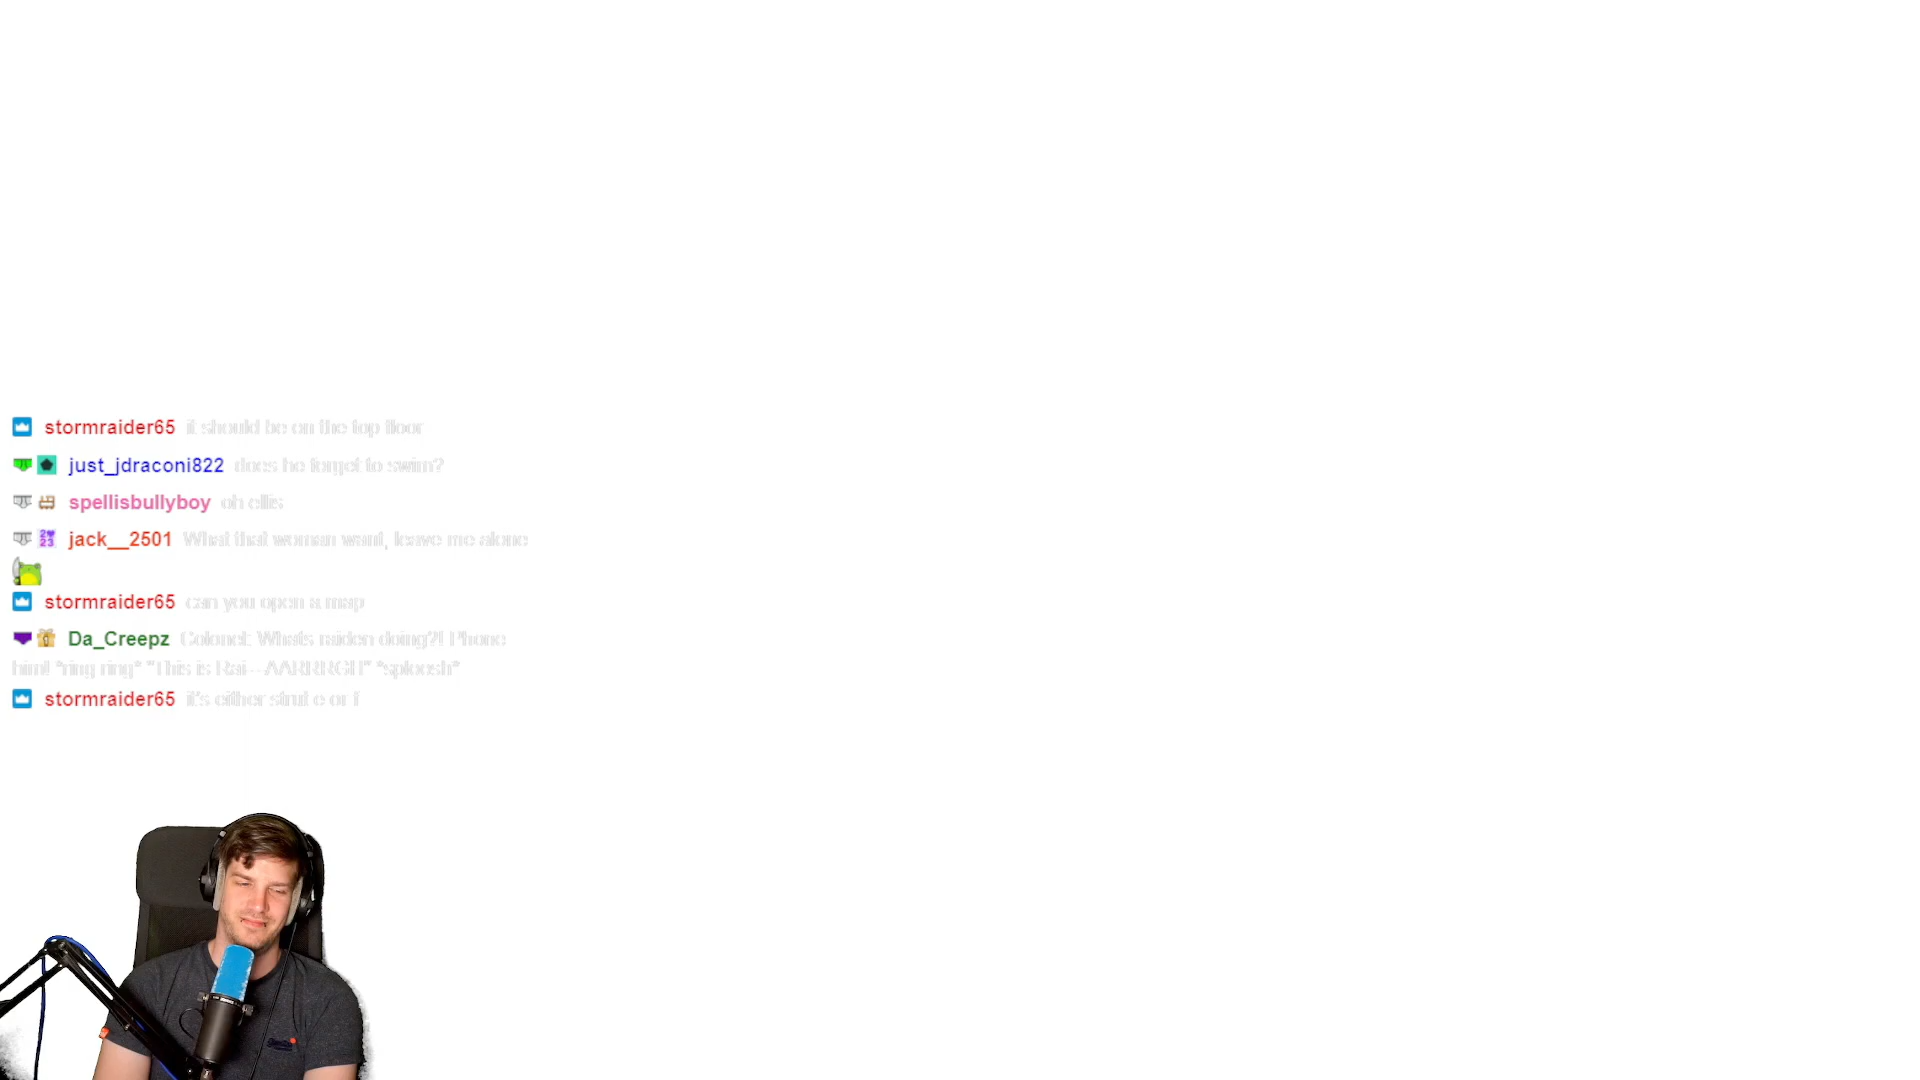 stormraider65 it should be on the top floor
just_jdraconi822 does he forget to swim?
spellisbullyboy oh ellis
jack__2501 What that woman want, leave me alone
stormraider65 can you open a map
Da_Creepz Colonel: Whats raiden doing?! Phone
him! *ring ring* "This is Rai-- AARRRGH" *sploosh*
stormraider65 it's either strut e or f